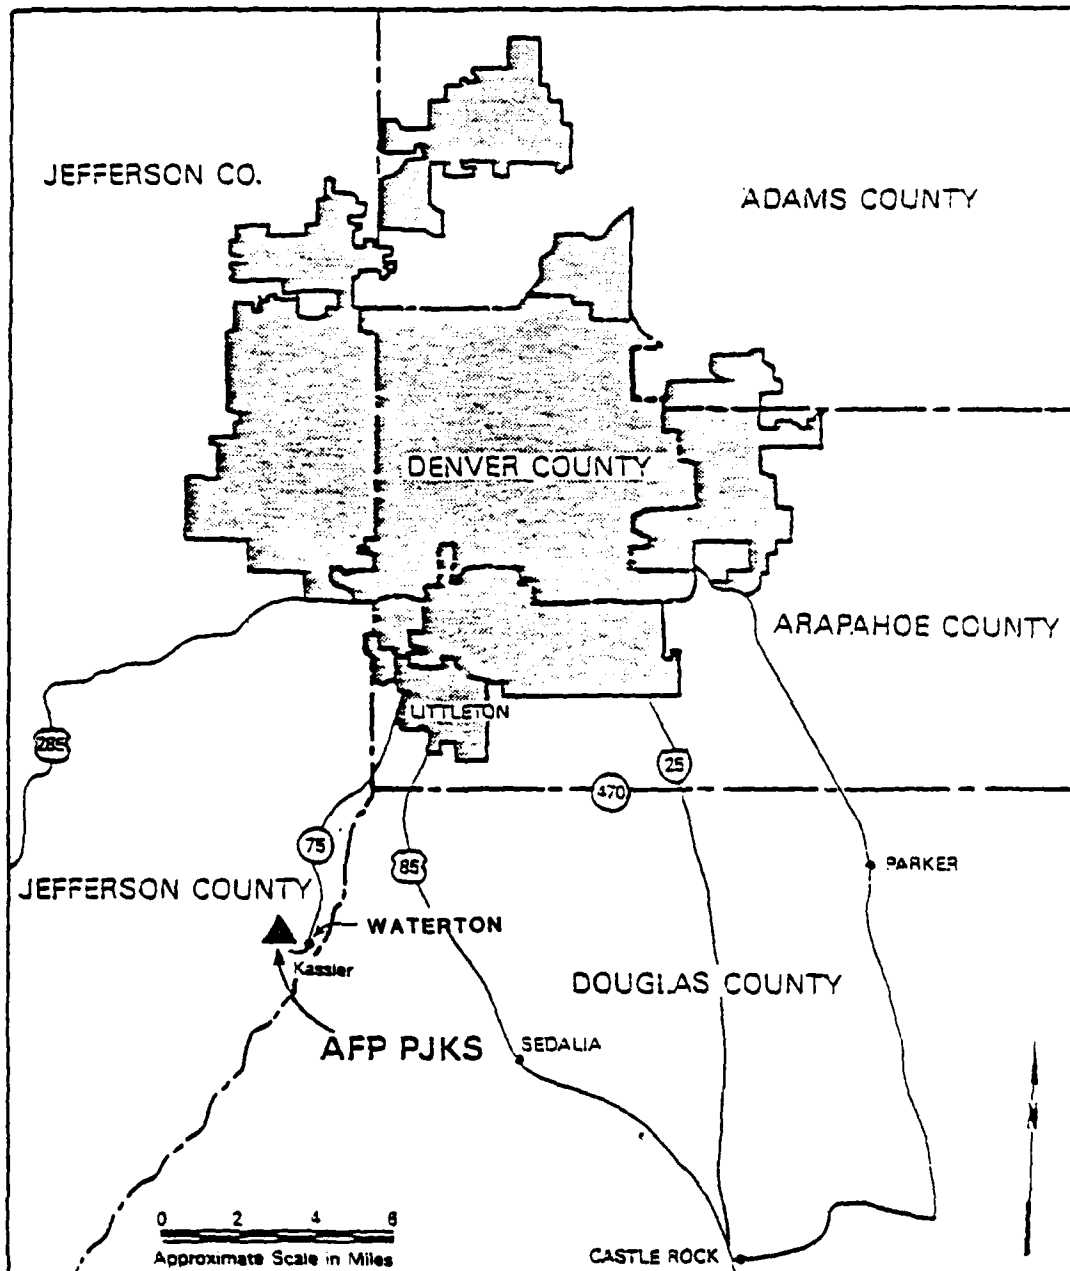 JEFFERSON CO.
ADAMS COUNTY
DENVER COUNTY
ARAPAHOE COUNTY
LITTLETON
285
25
470
75
85
PARKER
JEFFERSON COUNTY
WATERTON
Kassler
DOUGLAS COUNTY
AFP PJKS
SEDALIA
N
0 2 4 6
Approximate Scale in Miles
CASTLE ROCK